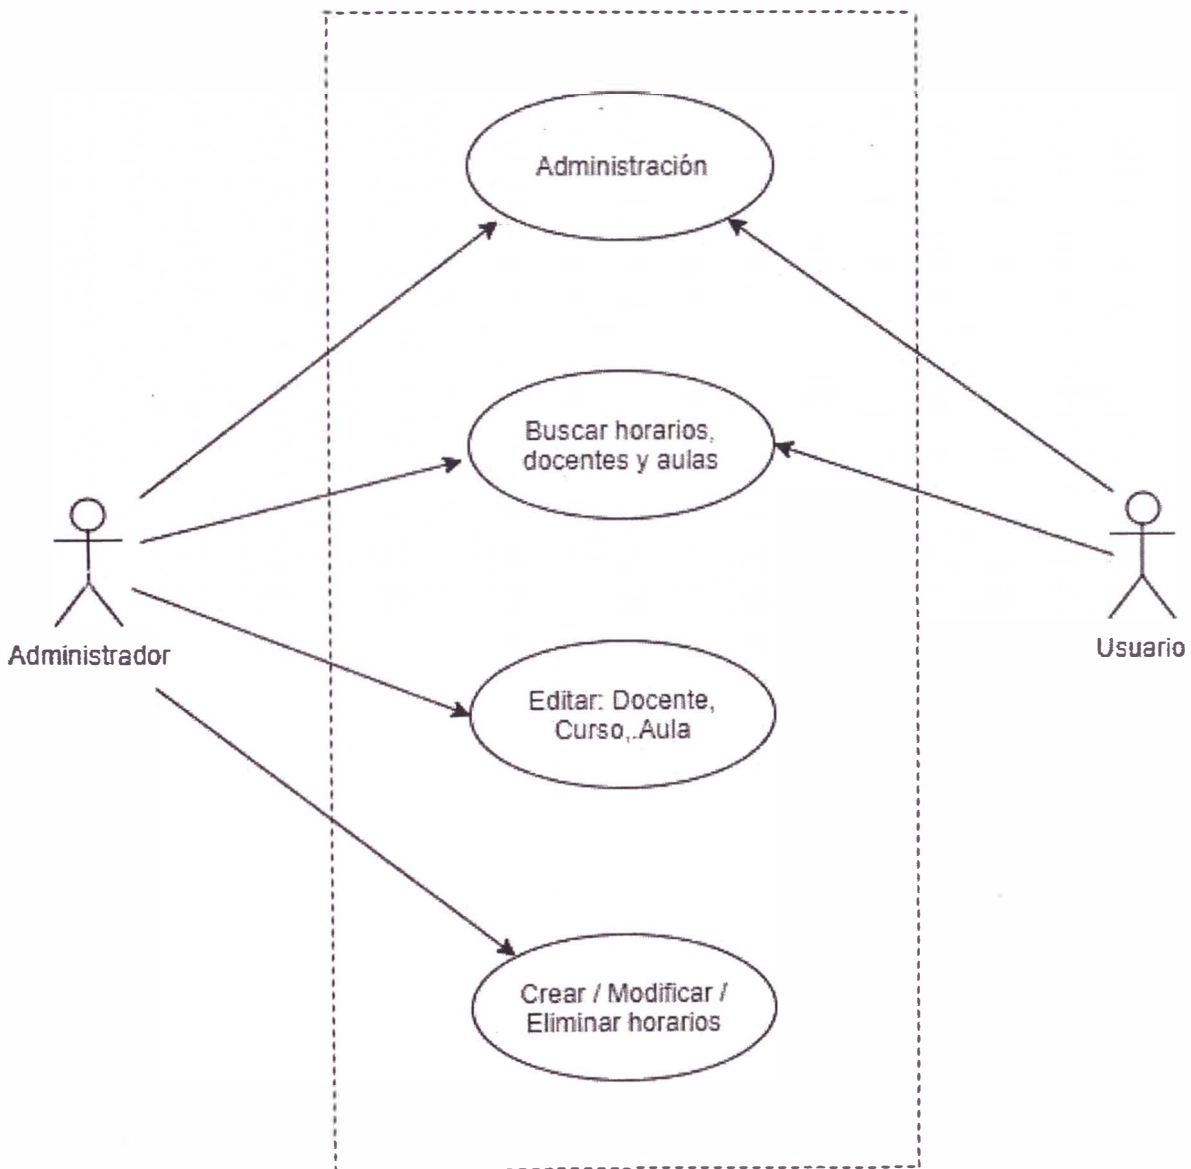 Administración
Buscar horarios,
docentes y aulas
Administrador
Usuario
Editar: Docente,
Curso,.Aula
Crear / Modificar /
Eliminar horarios